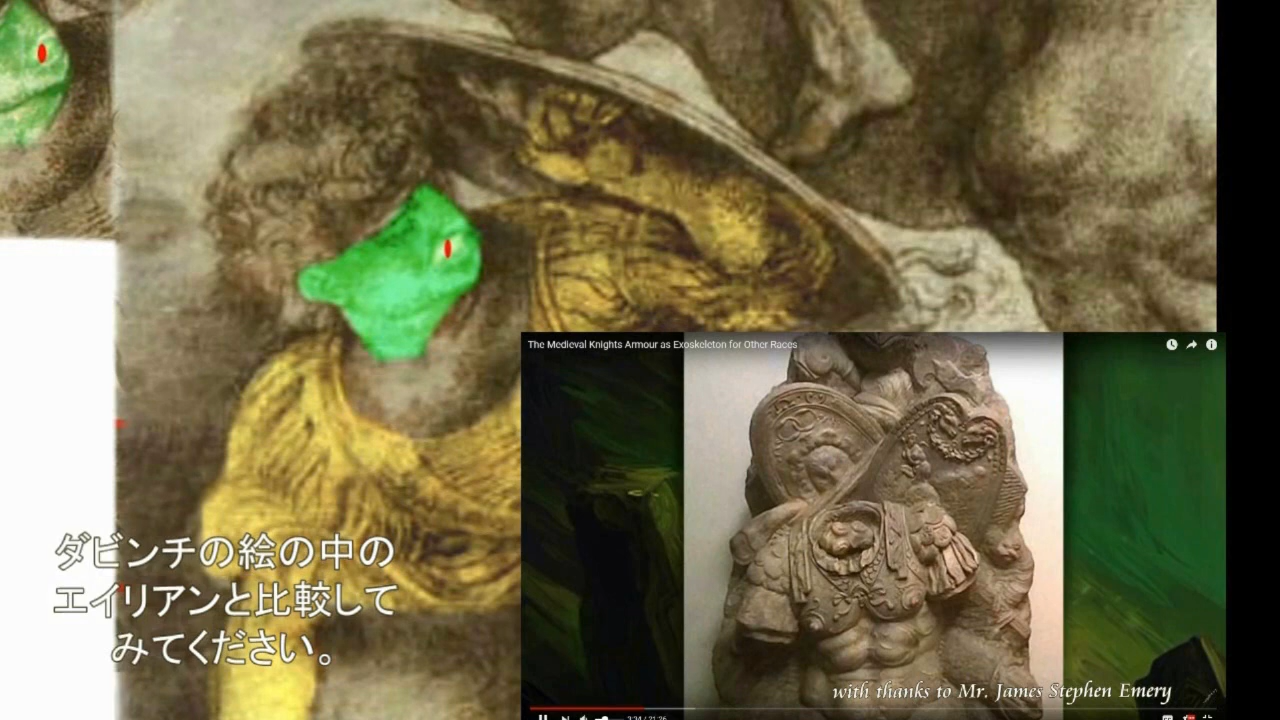 The Medieval Knights Armour as Exoskeleton for Other Races
ダビンチの絵の中の
エイリアンと比較して
みてください。
with thanks to Mr. James Stephen Emery